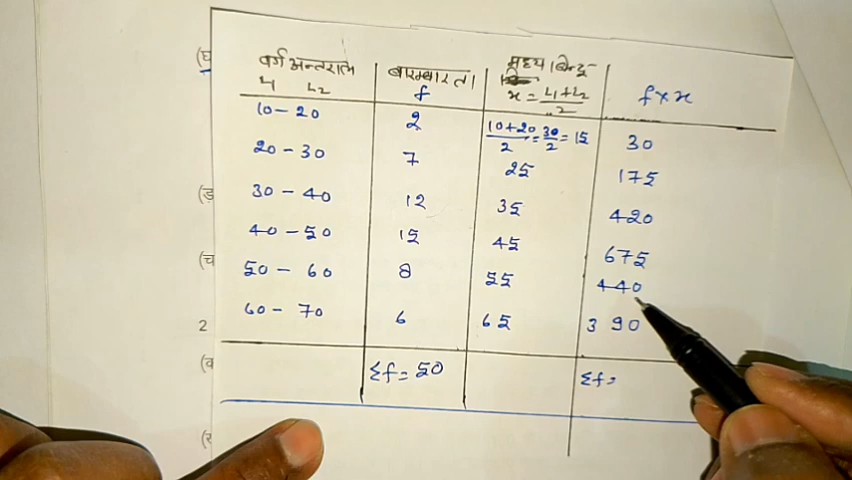 वर्ग अन्तराल बारम्बारता मध्य बिन्दु
L1 L2 f x = L1+L2/2 f x x
10 - 20 2 10+20/2 = 30/2 = 15 30
20 - 30 7 25 175
30 - 40 12 35 420
40 - 50 15 45 675
50 - 60 8 55 440
60 - 70 6 65 390
Σf = 50 Σf =
(घ
(ड
(च
2
(व